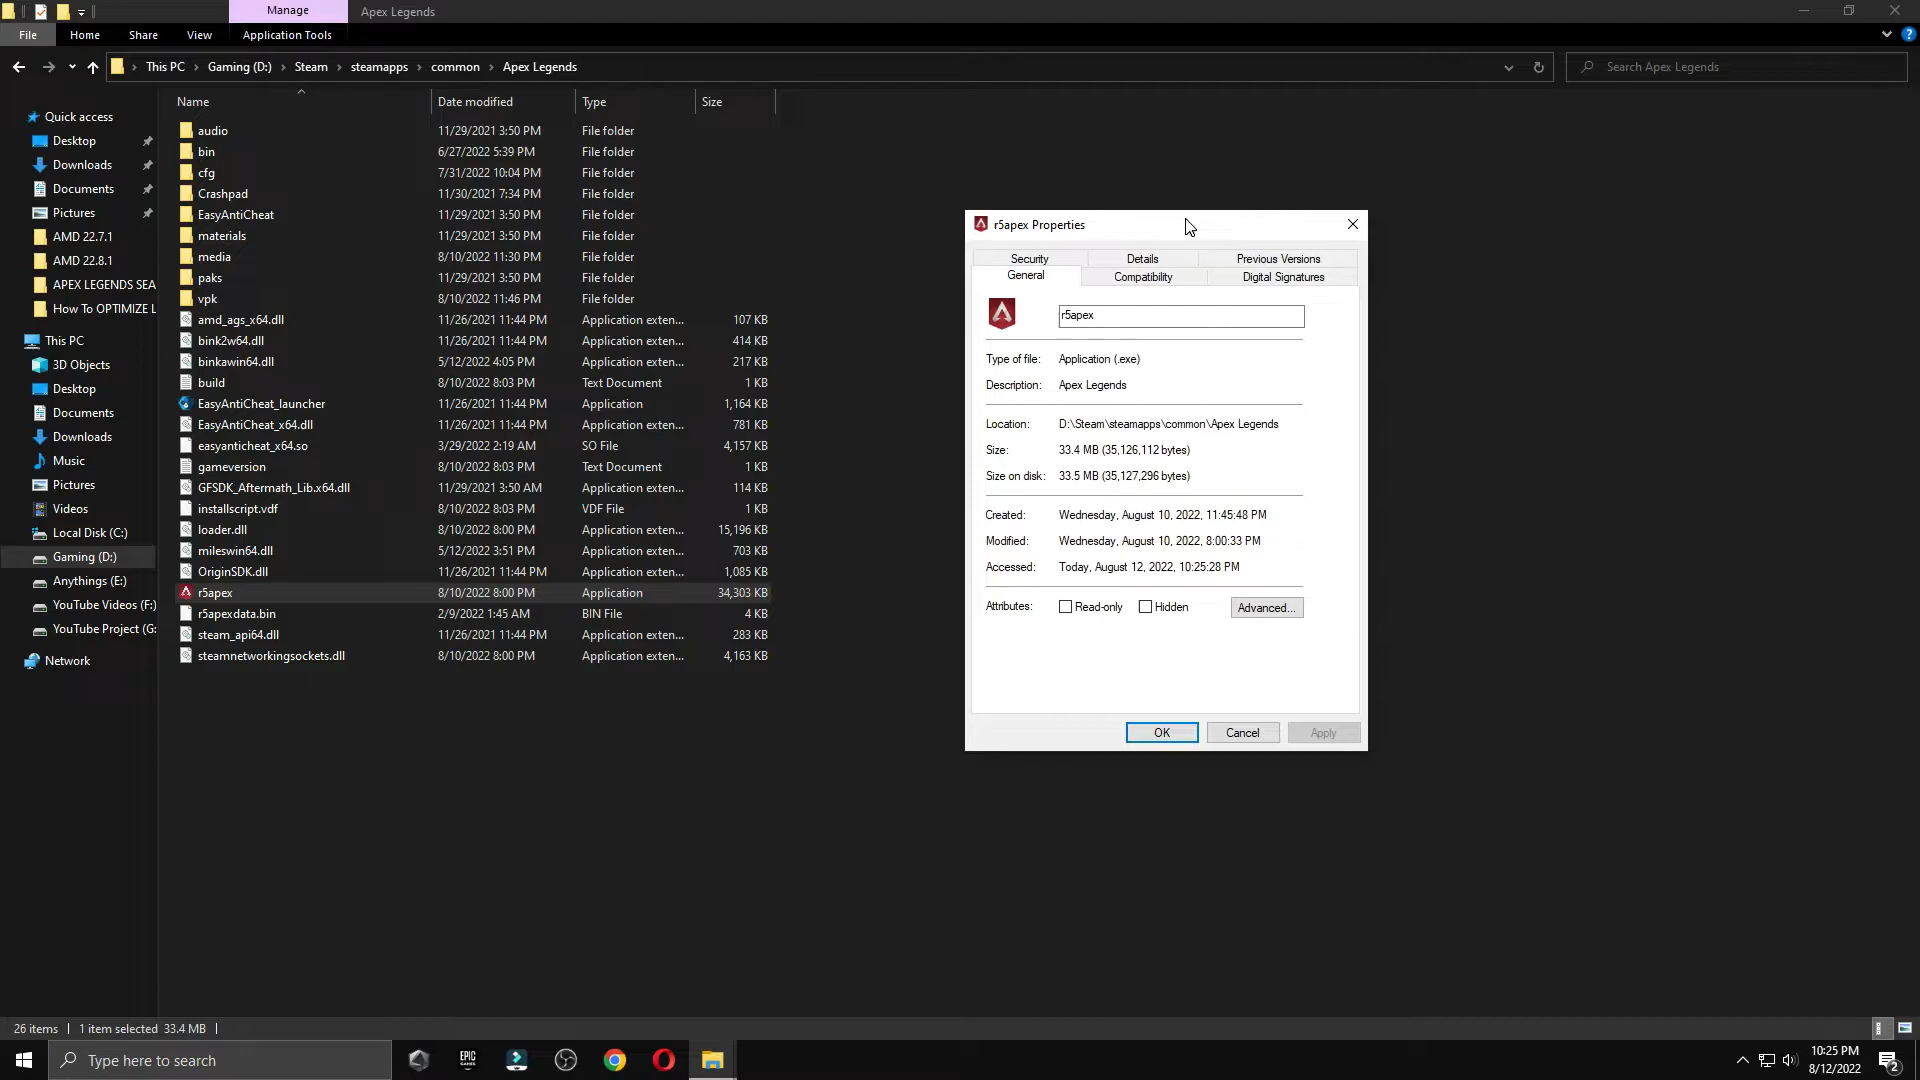 Manage
Apex Legends
File
Home
Share
View
Application Tools
This PC
Gaming (D:)
Steam
steamapps
common
Apex Legends
Search Apex Legends
Name
Date modified
Type
Size
Quick access
Desktop
Downloads
Documents
Pictures
AMD 22.7.1
AMD 22.8.1
APEX LEGENDS SEA
How To OPTIMIZE L
This PC
3D Objects
Desktop
Documents
Downloads
Music
Pictures
Videos
Local Disk (C:)
Gaming (D:)
Anythings (E:)
YouTube Videos (F:)
YouTube Project (G:
Network
audio 11/29/2021 3:50 PM File folder
bin 6/27/2022 5:39 PM File folder
cfg 7/31/2022 10:04 PM File folder
Crashpad 11/30/2021 7:34 PM File folder
EasyAntiCheat 11/29/2021 3:50 PM File folder
materials 11/29/2021 3:50 PM File folder
media 8/10/2022 11:30 PM File folder
paks 11/29/2021 3:50 PM File folder
vpk 8/10/2022 11:46 PM File folder
amd_ags_x64.dll 11/26/2021 11:44 PM Application exten... 107 KB
bink2w64.dll 11/26/2021 11:44 PM Application exten... 414 KB
binkawin64.dll 5/12/2022 4:05 PM Application exten... 217 KB
build 8/10/2022 8:03 PM Text Document 1 KB
EasyAntiCheat_launcher 11/26/2021 11:44 PM Application 1,164 KB
EasyAntiCheat_x64.dll 11/26/2021 11:44 PM Application exten... 781 KB
easyanticheat_x64.so 3/29/2022 2:19 AM SO File 4,157 KB
gameversion 8/10/2022 8:03 PM Text Document 1 KB
GFSDK_Aftermath_Lib.x64.dll 11/29/2021 3:50 AM Application exten... 114 KB
installscript.vdf 8/10/2022 8:03 PM VDF File 1 KB
loader.dll 8/10/2022 8:00 PM Application exten... 15,196 KB
mileswin64.dll 5/12/2022 3:51 PM Application exten... 703 KB
OriginSDK.dll 11/26/2021 11:44 PM Application exten... 1,085 KB
r5apex 8/10/2022 8:00 PM Application 34,303 KB
r5apexdata.bin 2/9/2022 1:45 AM BIN File 4 KB
steam_api64.dll 11/26/2021 11:44 PM Application exten... 283 KB
steamnetworkingsockets.dll 8/10/2022 8:00 PM Application exten... 4,163 KB
r5apex Properties
Security
Details
Previous Versions
General
Compatibility
Digital Signatures
r5apex
Type of file: Application (.exe)
Description: Apex Legends
Location: D:\Steam\steamapps\common\Apex Legends
Size: 33.4 MB (35,126,112 bytes)
Size on disk: 33.5 MB (35,127,296 bytes)
Created: Wednesday, August 10, 2022, 11:45:48 PM
Modified: Wednesday, August 10, 2022, 8:00:33 PM
Accessed: Today, August 12, 2022, 10:25:28 PM
Attributes: Read-only Hidden Advanced...
OK
Cancel
Apply
26 items
1 item selected 33.4 MB
Type here to search
EPIC GAMES
10:25 PM
8/12/2022
2